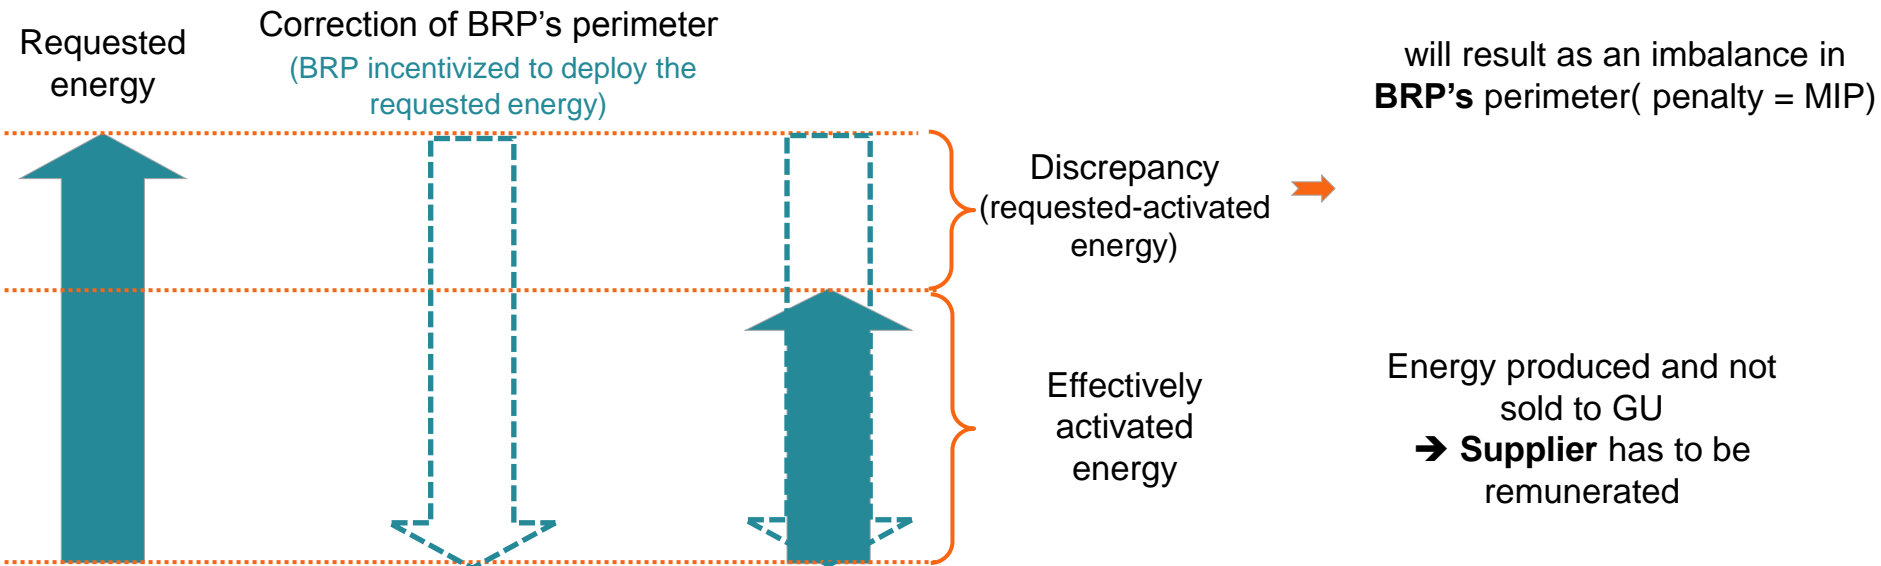 Requested
energy
Correction of BRP's perimeter
(BRP incentivized to deploy the
requested energy)
will result as an imbalance in
BRP's perimeter( penalty = MIP)
Discrepancy
(requested-activated
energy)
Effectively
activated
energy
Energy produced and not
sold to GU
➔ Supplier has to be
remunerated